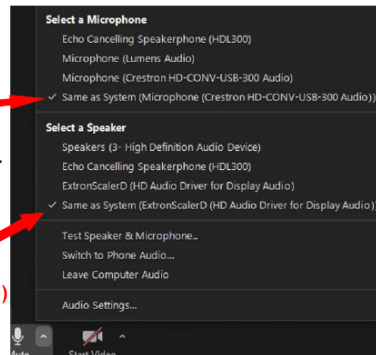 Select a Microphone
Echo Cancelling Speakerphone (HDL300)
Microphone (Lumens Audio)
Microphone (Crestron HD-CONV-USB-300 Audio)
✓ Same as System (Microphone (Crestron HD-CONV-USB-300 Audio))
Select a Speaker
Speakers (3- High Definition Audio Device)
Echo Cancelling Speakerphone (HDL300)
ExtronScalerD (HD Audio Driver for Display Audio)
✓ Same as System (ExtronScalerD (HD Audio Driver for Display Audio))
Test Speaker & Microphone...
Switch to Phone Audio...
Leave Computer Audio
)
Audio Settings...
Mute Start Video